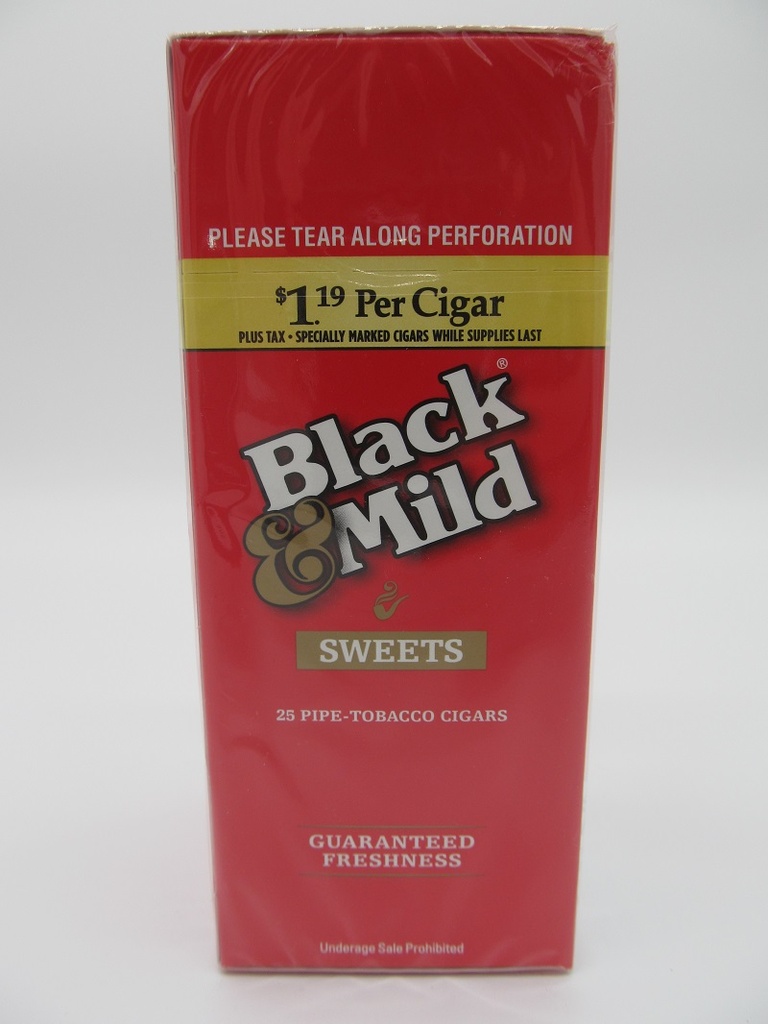 PLEASE TEAR ALONG PERFORATION
$1.19 Per Cigar
PLUS TAX • SPECIALLY MARKED CIGARS WHILE SUPPLIES LAST
Black®
& Mild
SWEETS
25 PIPE-TOBACCO CIGARS
GUARANTEED
FRESHNESS
Underage Sale Prohibited